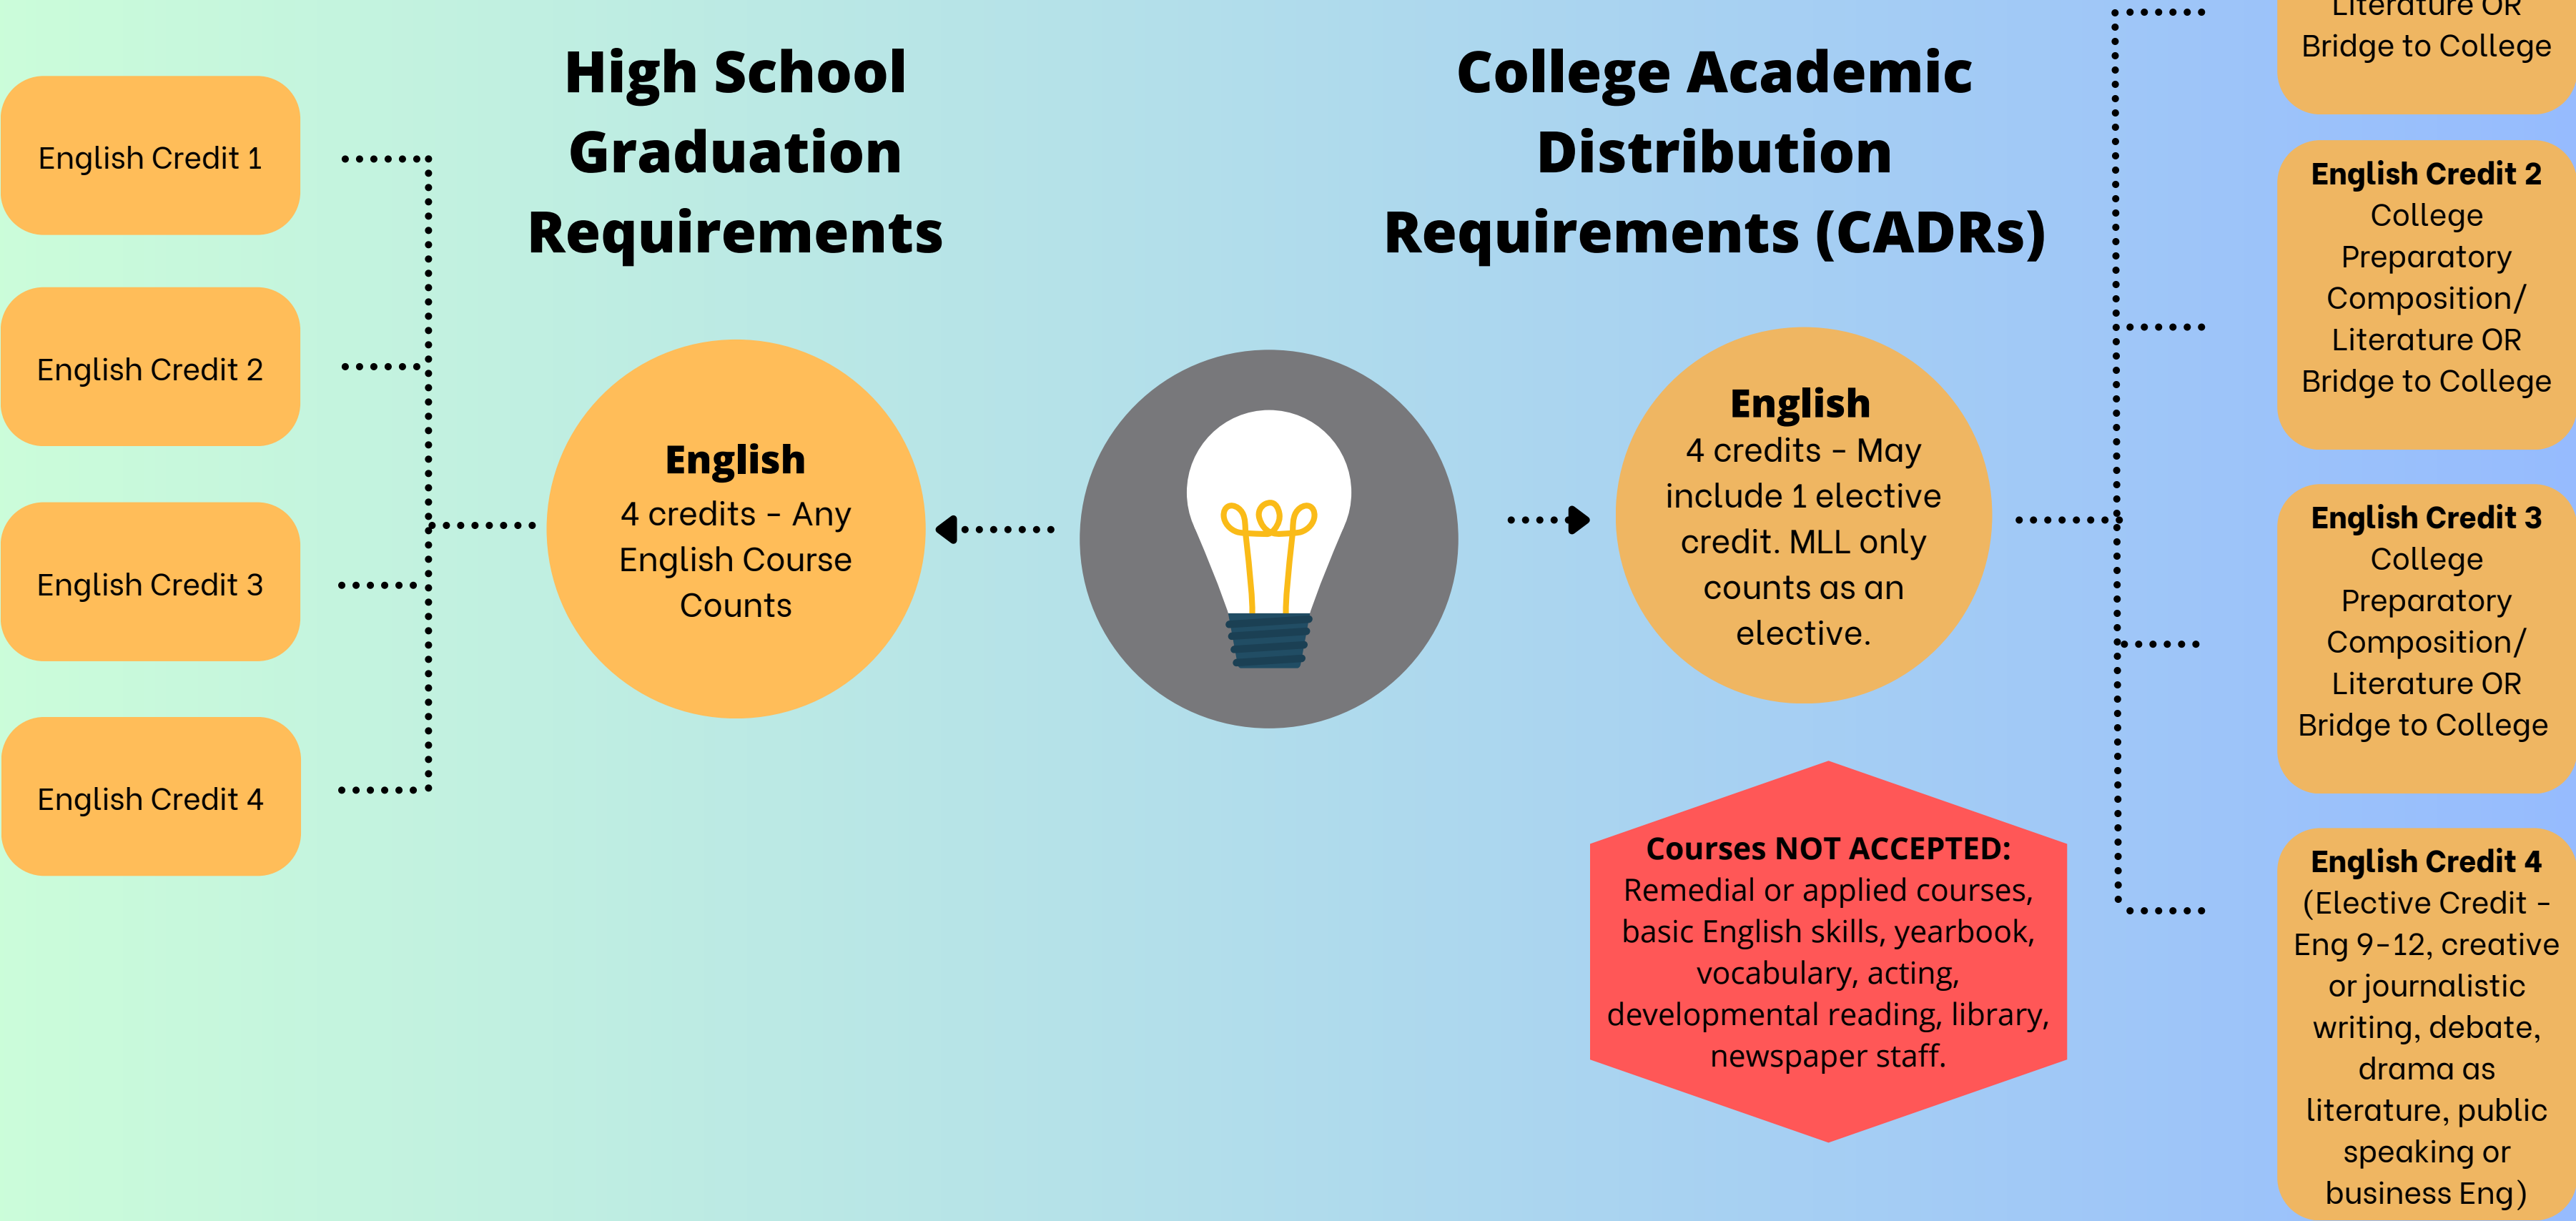 High School
Graduation
Requirements
English Credit 1
English Credit 2
English Credit 3
English Credit 4
English
4 credits - Any
English Course
Counts
College Academic
Distribution
Requirements (CADRs)
English
4 credits - May
include 1 elective
credit. MLL only
counts as an
elective.
Courses NOT ACCEPTED:
Remedial or applied courses,
basic English skills, yearbook,
vocabulary, acting,
developmental reading, library,
newspaper staff.
Literature OR
Bridge to College
English Credit 2
College
Preparatory
Composition/
Literature OR
Bridge to College
English Credit 3
College
Preparatory
Composition/
Literature OR
Bridge to College
English Credit 4
(Elective Credit -
Eng 9-12, creative
or journalistic
writing, debate,
drama as
literature, public
speaking or
business Eng)